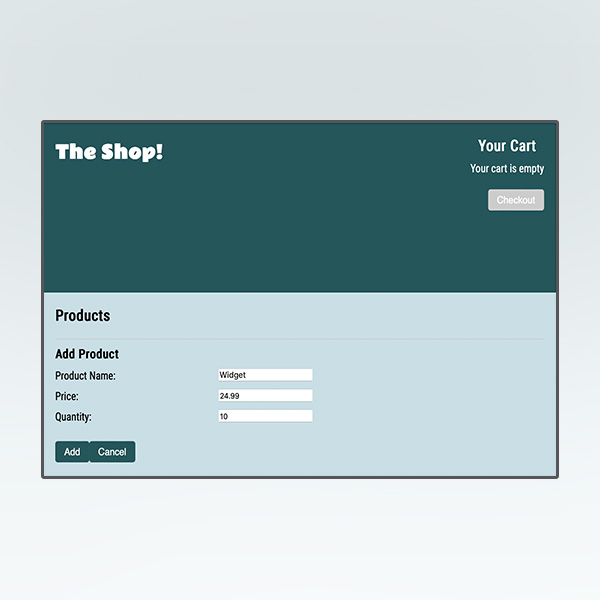 The Shop!
Your Cart
Your cart is empty
Checkout
Products
Add Product
Product Name: Widget
Price: 24.99
Quantity: 10
Add Cancel